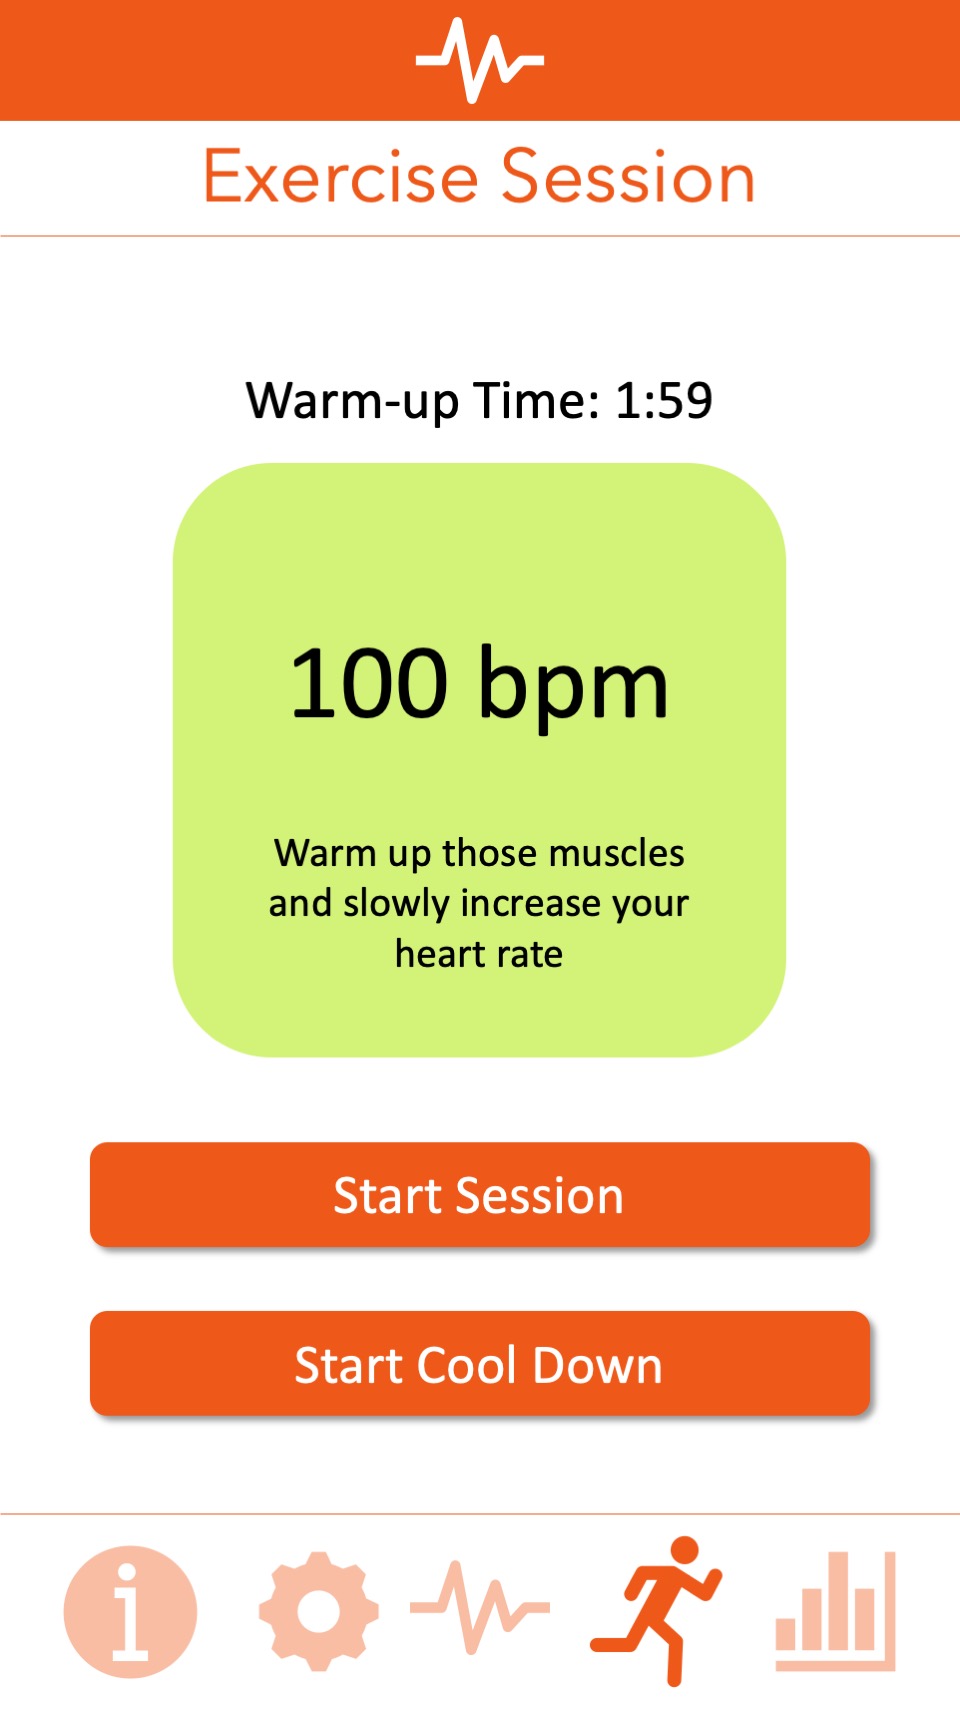 Exercise Session
Warm-up Time: 1:59
100 bpm
Warm up those muscles
and slowly increase your
heart rate
Start Session
Start Cool Down
i